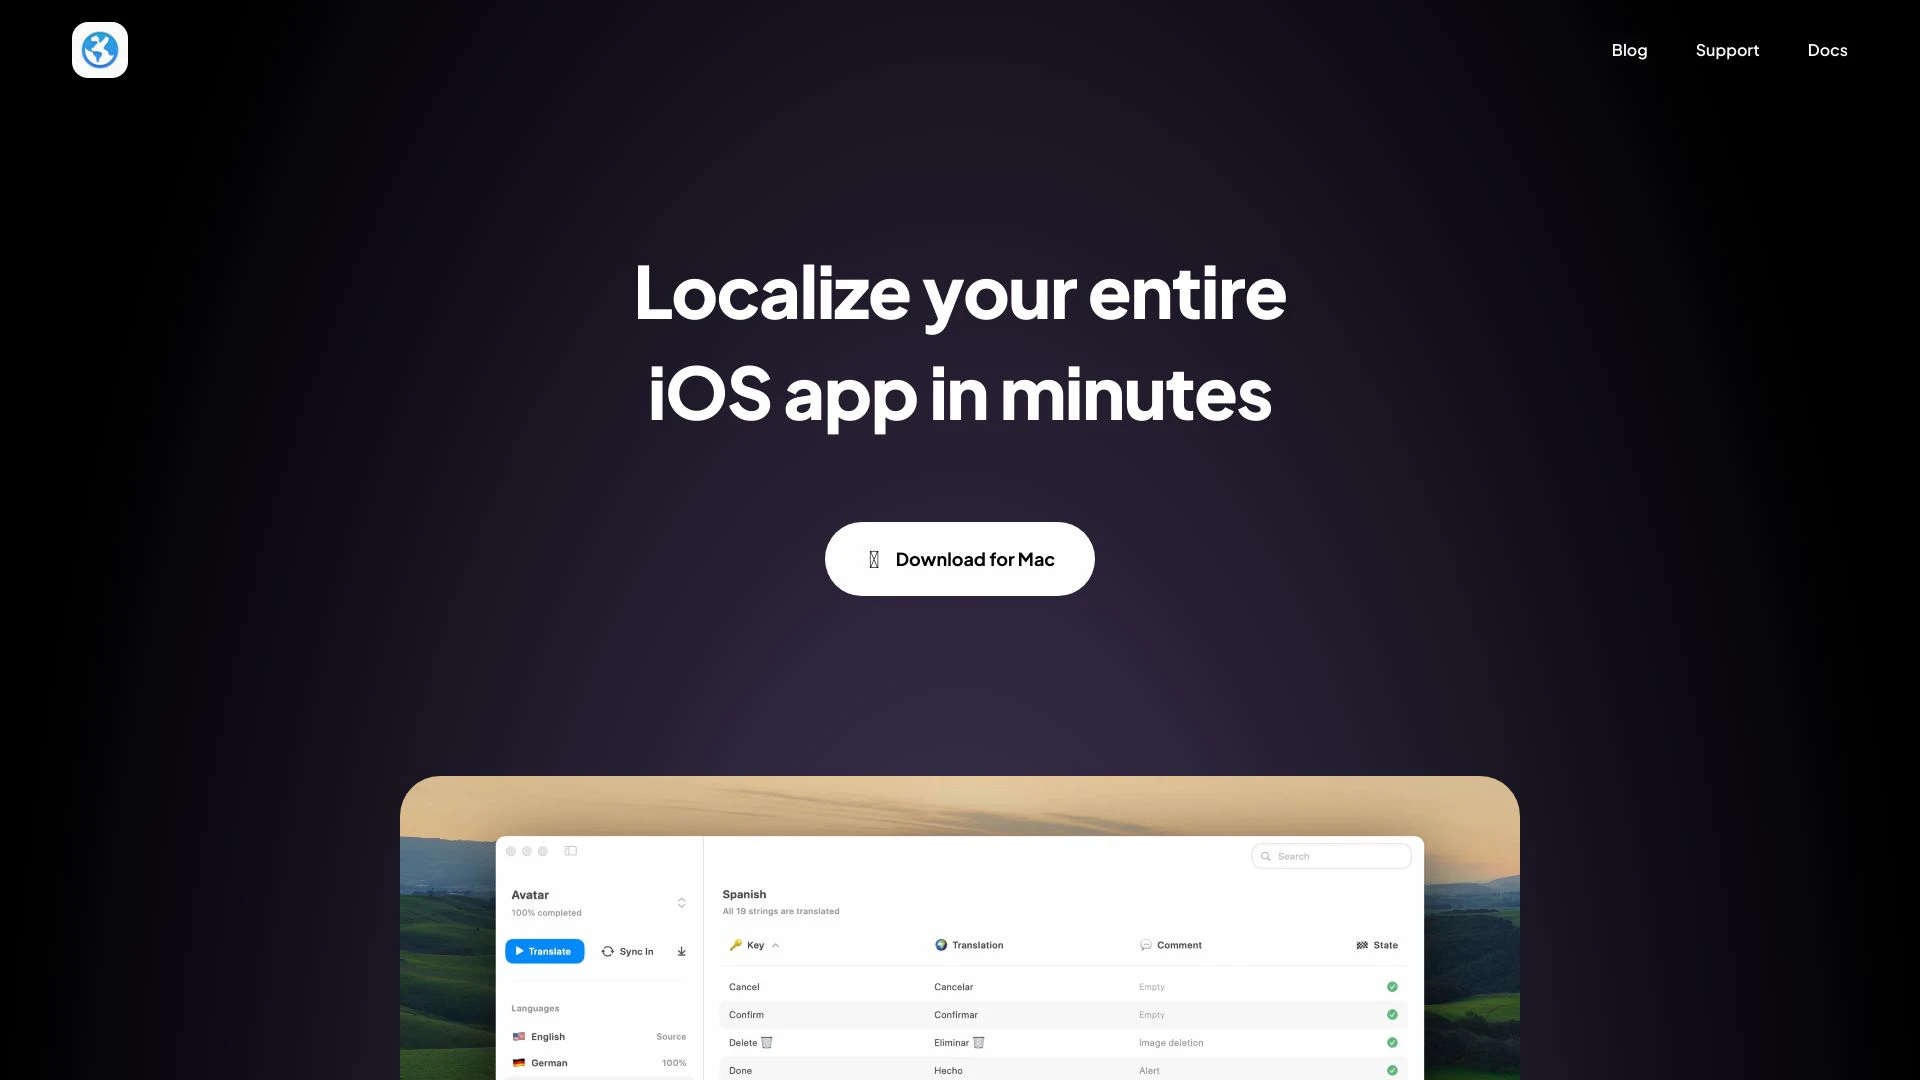 Blog
Support
Docs
Localize your entire
iOS app in minutes
Download for Mac
Search
Avatar
100% completed
Spanish
All 19 strings are translated
Translate
Sync In
Key
Translation
Comment
State
Cancel
Cancelar
Empty
Confirm
Confirmar
Empty
Delete 🗑️
Eliminar 🗑️
Image deletion
Done
Hecho
Alert
Languages
English
Source
German
100%